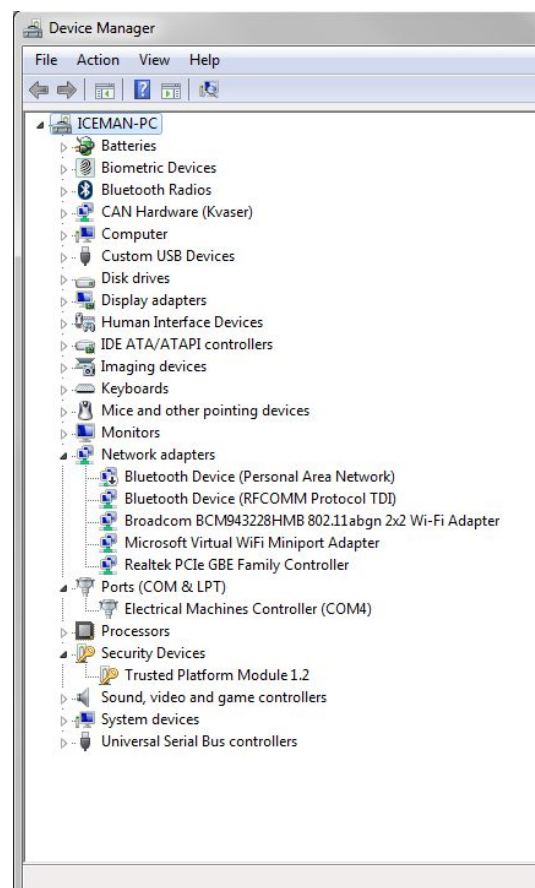 Device Manager
File Action View Help
ICEMAN-PC
Batteries
Biometric Devices
Bluetooth Radios
CAN Hardware (Kvaser)
Computer
Custom USB Devices
Disk drives
Display adapters
Human Interface Devices
IDE ATA/ATAPI controllers
Imaging devices
Keyboards
Mice and other pointing devices
Monitors
Network adapters
Bluetooth Device (Personal Area Network)
Bluetooth Device (RFCOMM Protocol TDI)
Broadcom BCM943228HMB 802.11abgn 2x2 Wi-Fi Adapter
Microsoft Virtual WiFi Miniport Adapter
Realtek PCIe GBE Family Controller
Ports (COM & LPT)
Electrical Machines Controller (COM4)
Processors
Security Devices
Trusted Platform Module 1.2
Sound, video and game controllers
System devices
Universal Serial Bus controllers